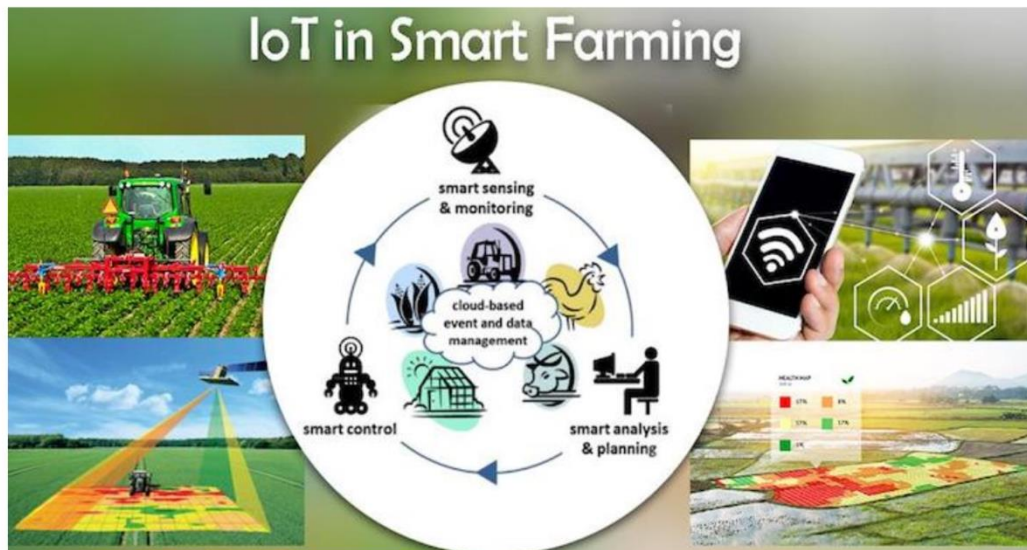 IoT in Smart Farming
smart sensing
& monitoring
cloud-based
event and data
management
smart control
smart analysis
& planning
HEALTH MAP